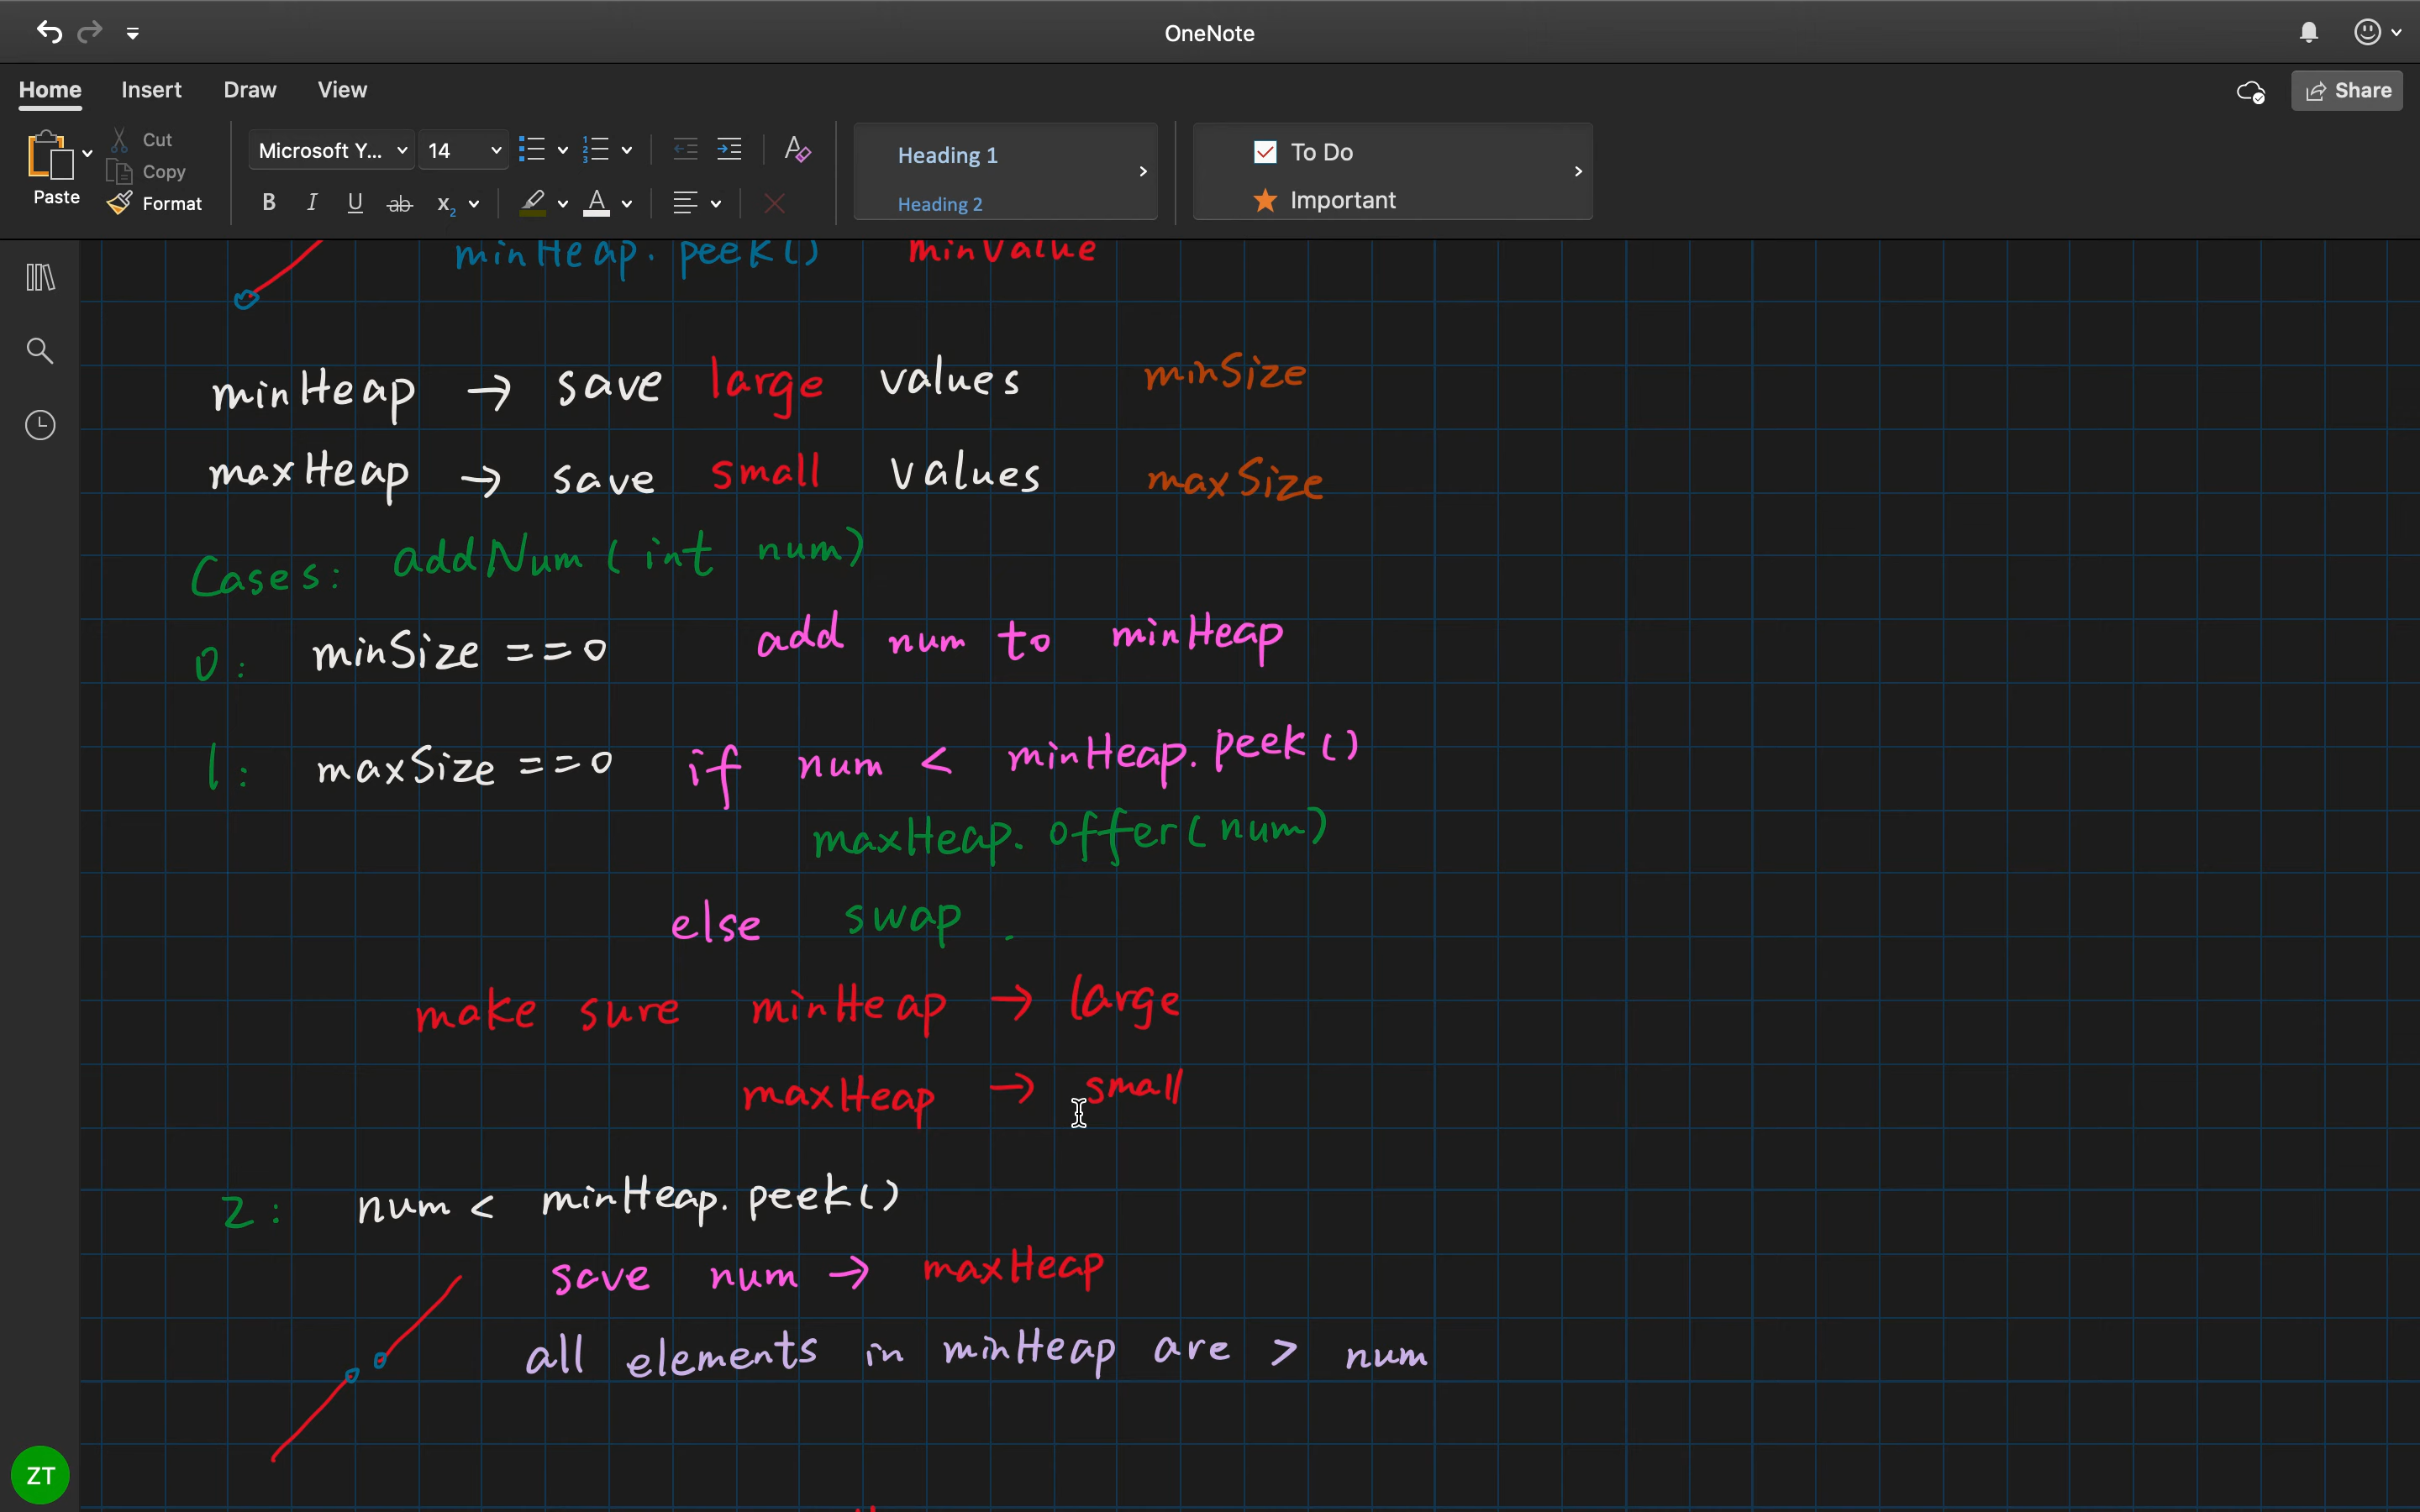 OneNote
Home Insert Draw View
Share
Paste
Cut
Copy
Format
Microsoft Y... 14
B I U ab x₂ A
Heading 1
Heading 2
To Do
Important
minHeap. peek() minValue
minHeap → save large values minSize
maxHeap → save small values maxSize
Cases: addNum (int num)
0: minSize ==0 add num to minHeap
1: maxSize ==0 if num < minHeap. peek()
maxHeap. offer(num)
else swap.
make sure minHeap → large
maxHeap → small
2: num < minHeap. peek()
save num → maxHeap
all elements in minHeap are > num
ZT